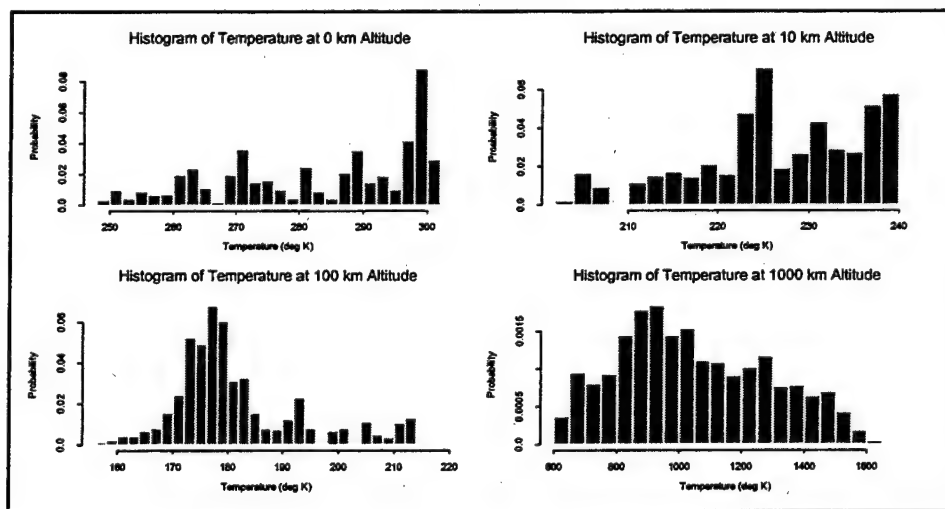 Histogram of Temperature at 0 km Altitude
Probability
0.0 0.02 0.04 0.06 0.08
250 260 270 280 290 300
Temperature (deg K)
Histogram of Temperature at 10 km Altitude
Probability
0.0 0.02 0.04 0.06
210 220 230 240
Temperature (deg K)
Histogram of Temperature at 100 km Altitude
Probability
0.0 0.02 0.04 0.06
160 170 180 190 200 210 220
Temperature (deg K)
Histogram of Temperature at 1000 km Altitude
Probability
0.0 0.0005 0.0015
600 800 1000 1200 1400 1600
Temperature (deg K)